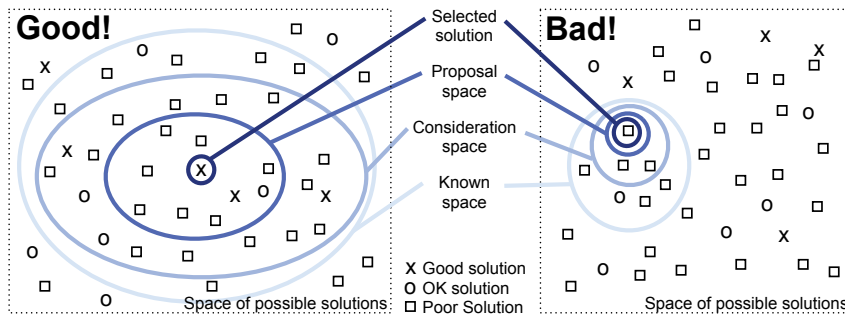 Good!
Selected
solution
Proposal
space
Consideration
space
Known
space
X Good solution
O OK solution
Poor Solution
Space of possible solutions
Bad!
Space of possible solutions